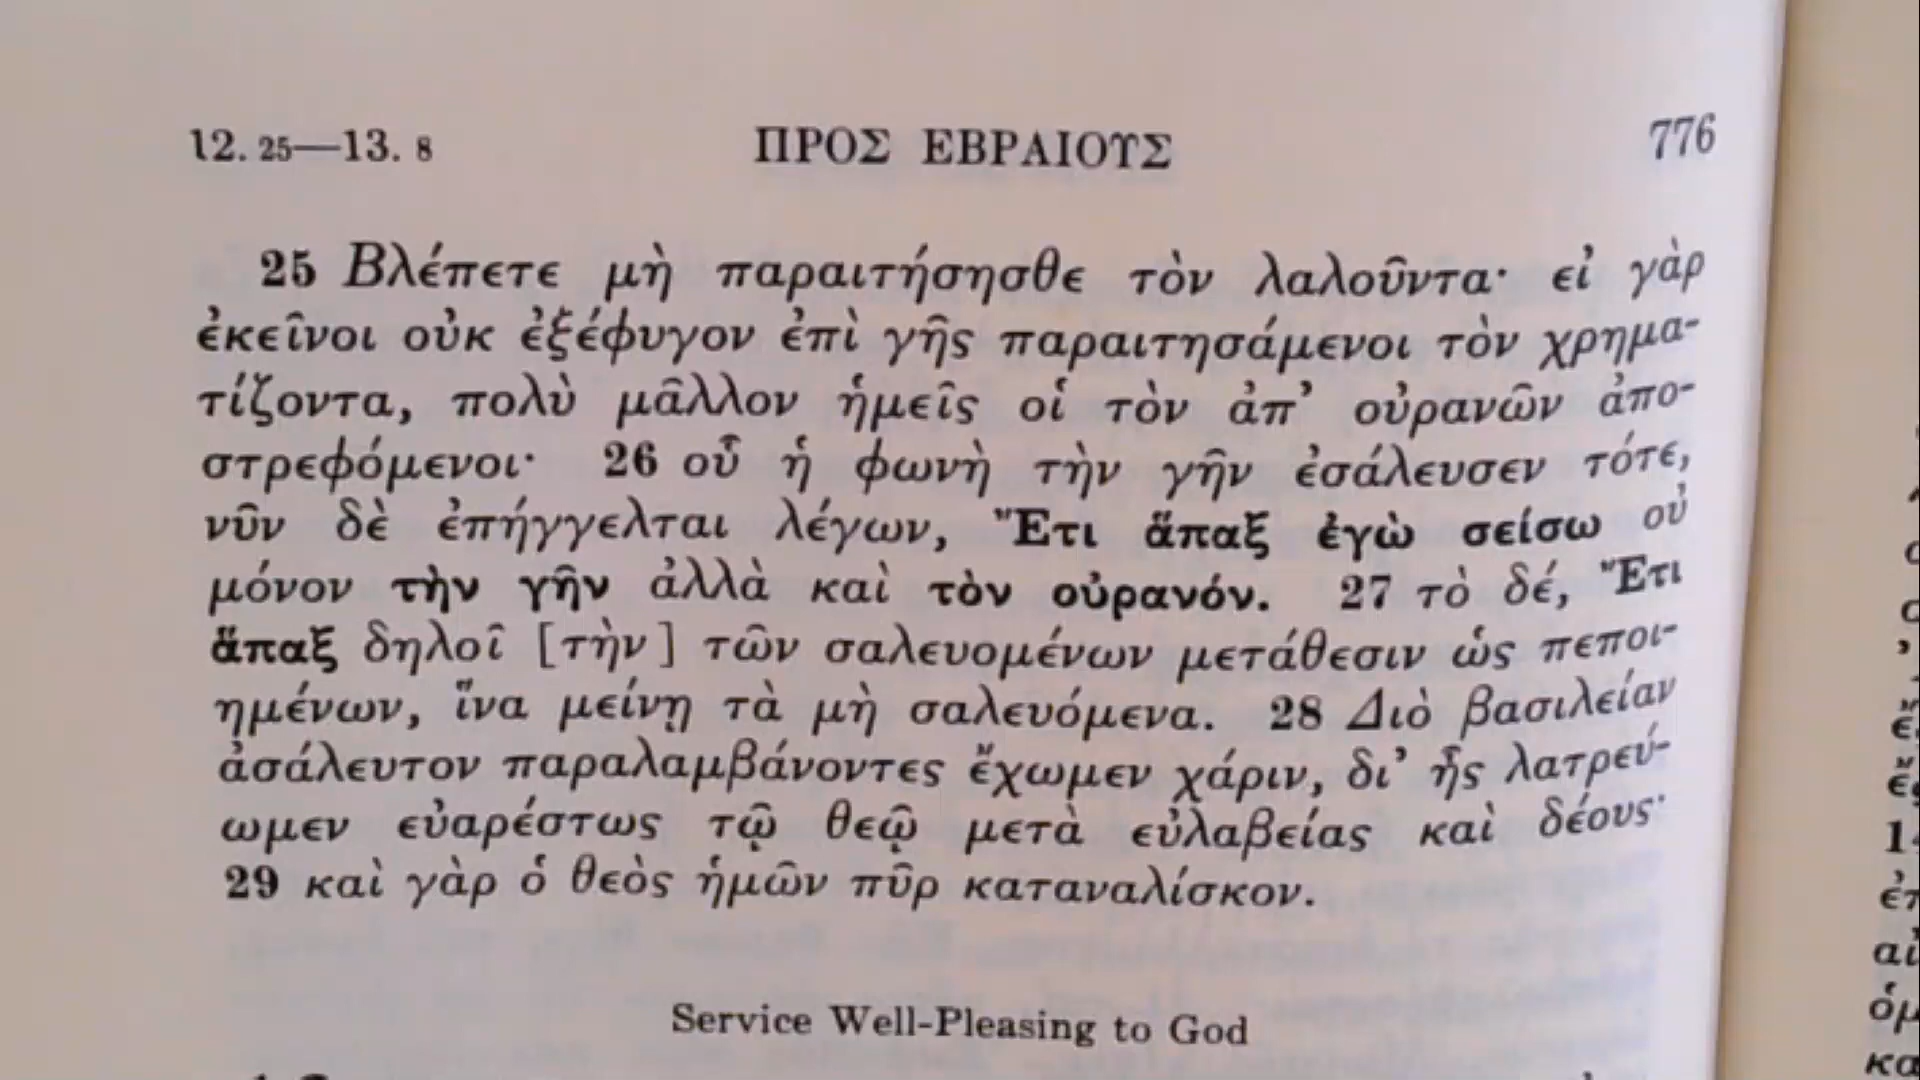 12. 25—13. 8 ΠΡΟΣ ΕΒΡΑΙΟΥΣ 776
25 Βλέπετε μὴ παραιτήσησθε τὸν λαλοῦντα· εἰ γὰρ
ἐκεῖνοι οὐκ ἐξέφυγον ἐπὶ γῆς παραιτησάμενοι τὸν χρημα-
τίζοντα, πολὺ μᾶλλον ἡμεῖς οἱ τὸν ἀπ’ οὐρανῶν ἀπο-
στρεφόμενοι· 26 οὗ ἡ φωνὴ τὴν γῆν ἐσάλευσεν τότε,
νῦν δὲ ἐπήγγελται λέγων, Ἔτι ἅπαξ ἐγὼ σείσω οὐ
μόνον τὴν γῆν ἀλλὰ καὶ τὸν οὐρανόν. 27 τὸ δέ, Ἔτι
ἅπαξ δηλοῖ [τὴν] τῶν σαλευομένων μετάθεσιν ὡς πεποι-
ημένων, ἵνα μείνῃ τὰ μὴ σαλευόμενα. 28 Διὸ βασιλείαν
ἀσάλευτον παραλαμβάνοντες ἔχωμεν χάριν, δι’ ἧς λατρεύ-
ωμεν εὐαρέστως τῷ θεῷ μετὰ εὐλαβείας καὶ δέους·
29 καὶ γὰρ ὁ θεὸς ἡμῶν πῦρ καταναλίσκον.
Service Well-Pleasing to God